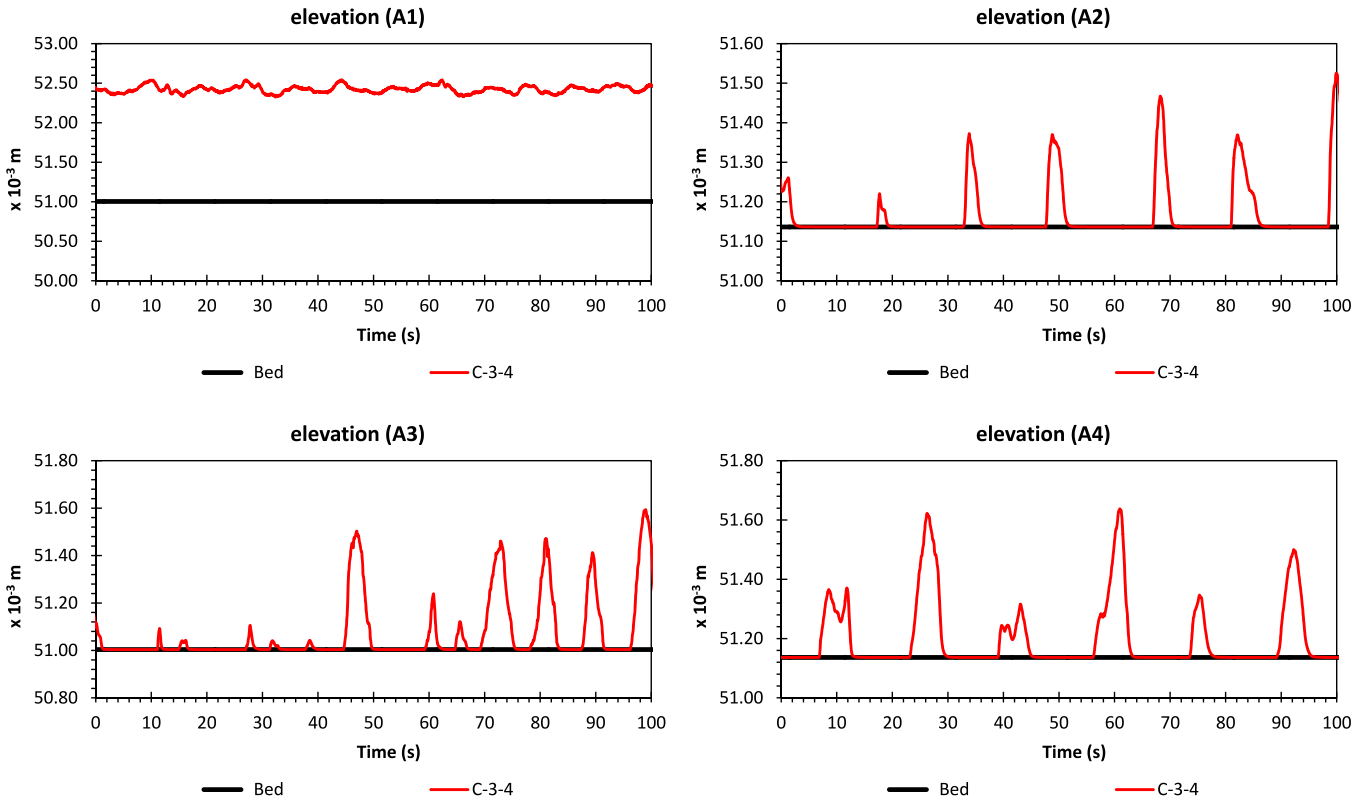 elevation (A1)
53.00
52.50
52.00
51.50
51.00
50.50
50.00
x 10⁻³ m
0 10 20 30 40 50 60 70 80 90 100
Time (s)
Bed C-3-4
elevation (A2)
51.60
51.50
51.40
51.30
51.20
51.10
51.00
x 10⁻³ m
0 10 20 30 40 50 60 70 80 90 100
Time (s)
Bed C-3-4
elevation (A3)
51.80
51.60
51.40
51.20
51.00
50.80
x 10⁻³ m
0 10 20 30 40 50 60 70 80 90 100
Time (s)
Bed C-3-4
elevation (A4)
51.80
51.60
51.40
51.20
51.00
x 10⁻³ m
0 10 20 30 40 50 60 70 80 90 100
Time (s)
Bed C-3-4